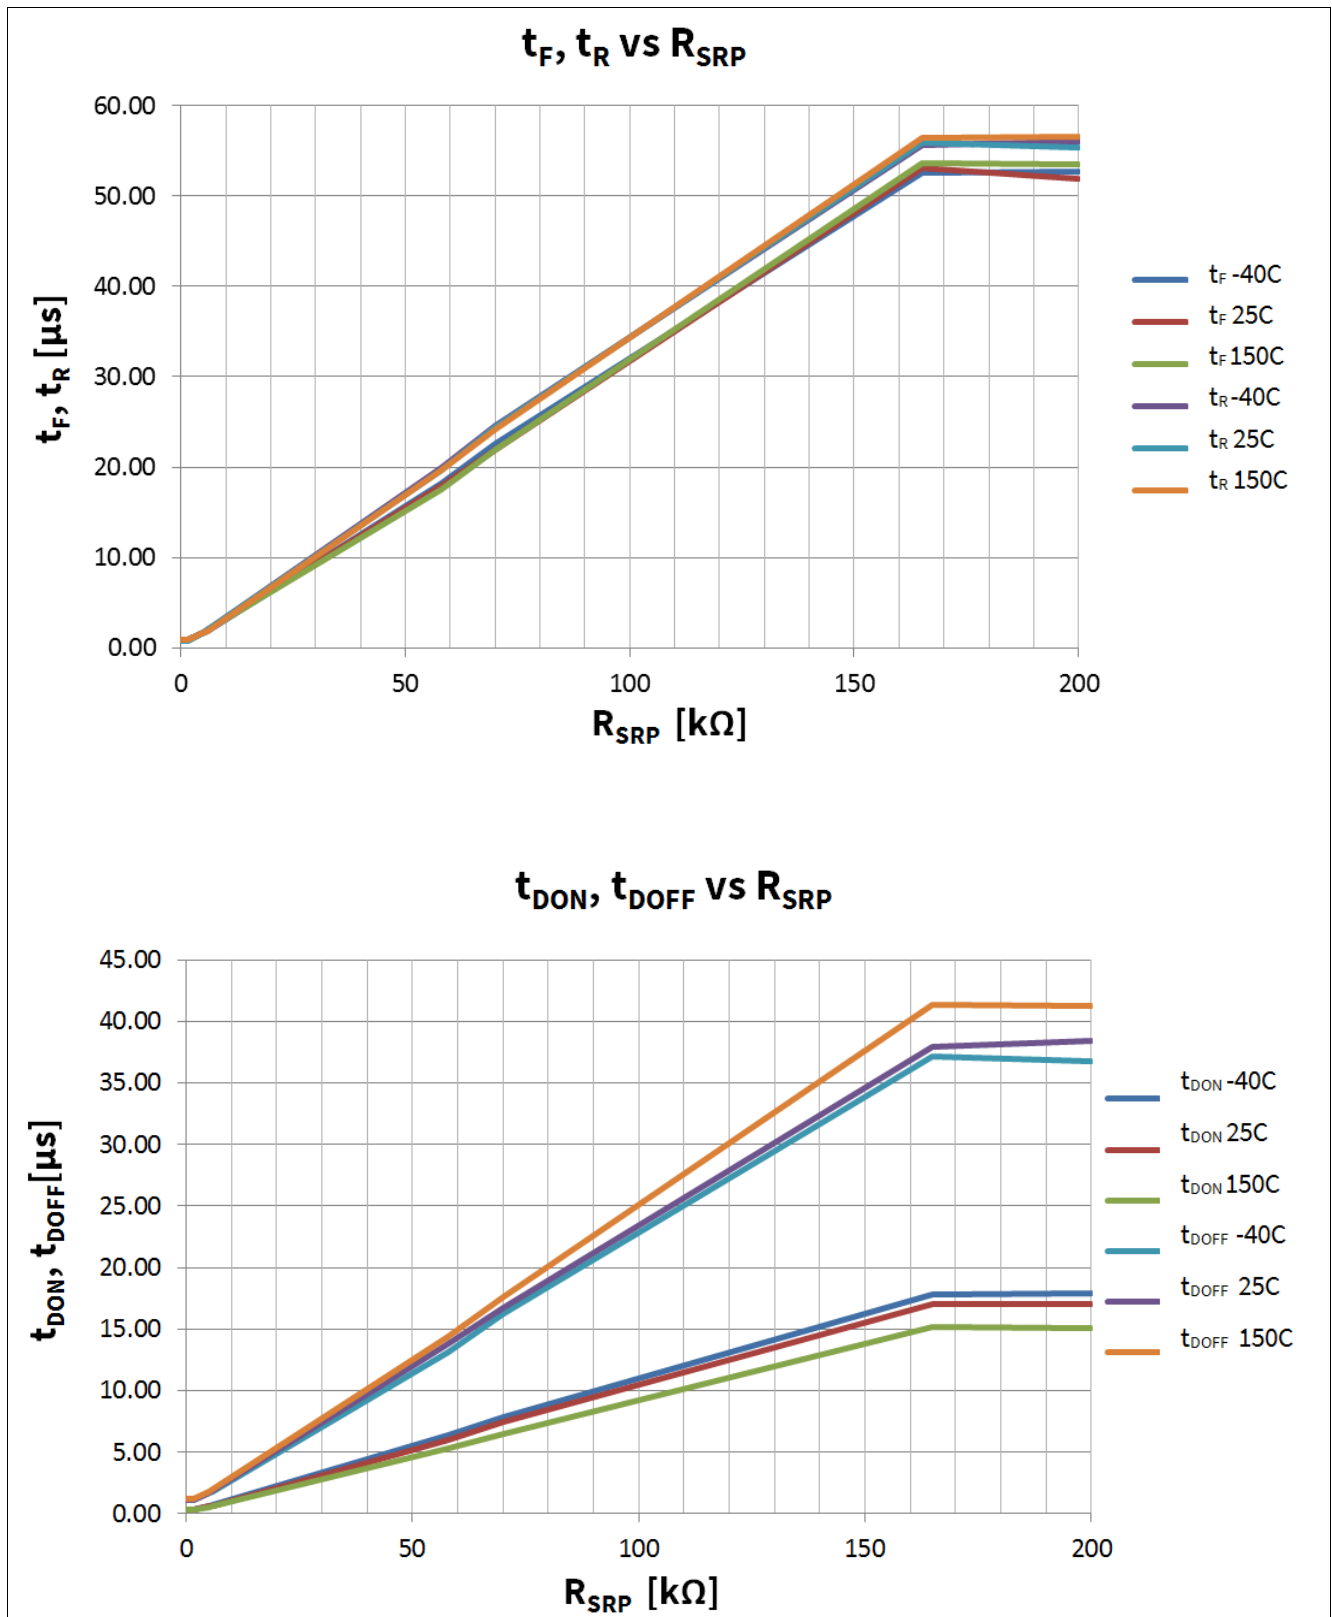 tF, tR vs RSRP
60.00
50.00
40.00
30.00
20.00
10.00
0.00
tF, tR [µs]
0 50 100 150 200
RSRP [kΩ]
tF -40C
tF 25C
tF 150C
tR -40C
tR 25C
tR 150C
tDON, tDOFF vs RSRP
45.00
40.00
35.00
30.00
25.00
20.00
15.00
10.00
5.00
0.00
tDON, tDOFF[µs]
0 50 100 150 200
RSRP [kΩ]
tDON -40C
tDON 25C
tDON 150C
tDOFF -40C
tDOFF 25C
tDOFF 150C